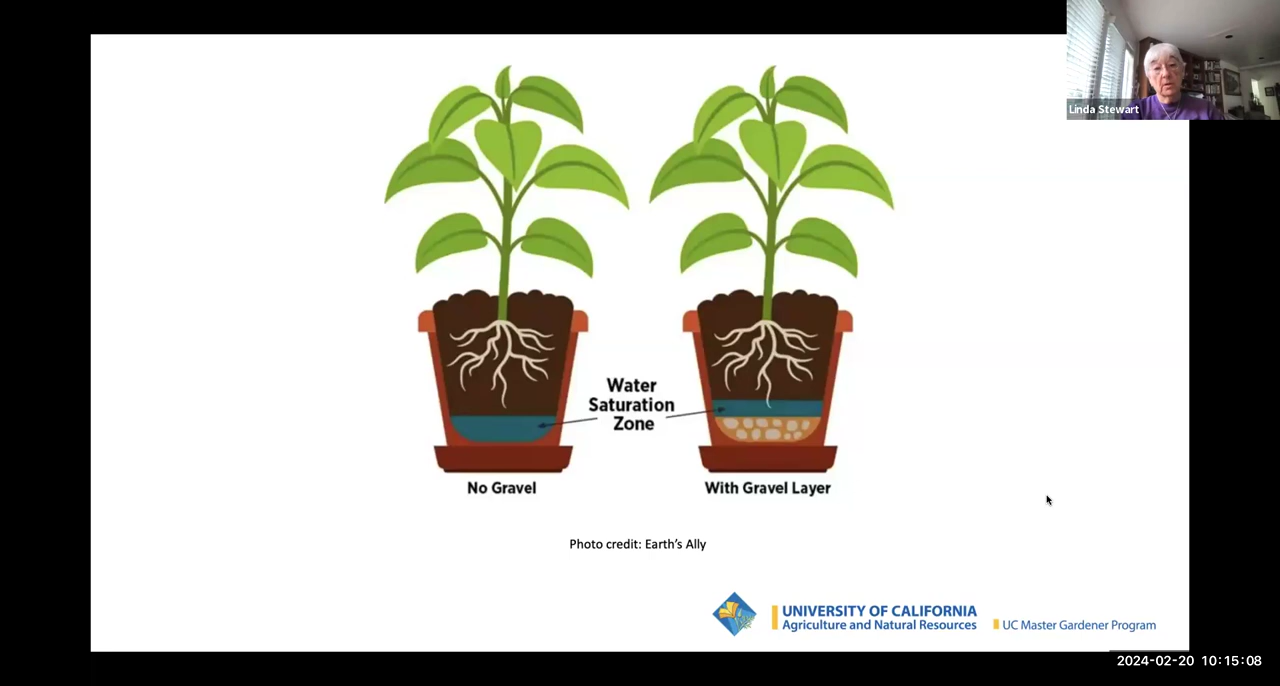 Linda Stewart
Water
Saturation
Zone
No Gravel
With Gravel Layer
Photo credit: Earth's Ally
UNIVERSITY OF CALIFORNIA
Agriculture and Natural Resources
UC Master Gardener Program
2024-02-20 10:15:08